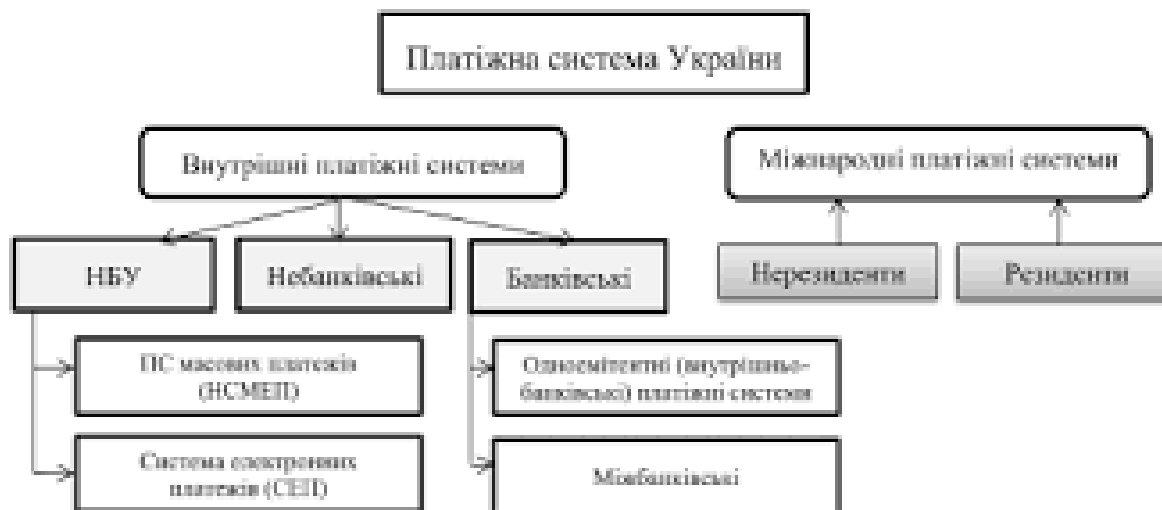 Платіжна система України
Внутрішні платіжні системи
Міжнародні платіжні системи
НБУ
Небанківські
Банківські
Нерезиденти
Резиденти
ПС масових платежів
(НСМЕП)
Одноемітентні (внутрішньо-
банківські) платіжні системи
Система електронних
платежів (СЕП)
Міжбанківські